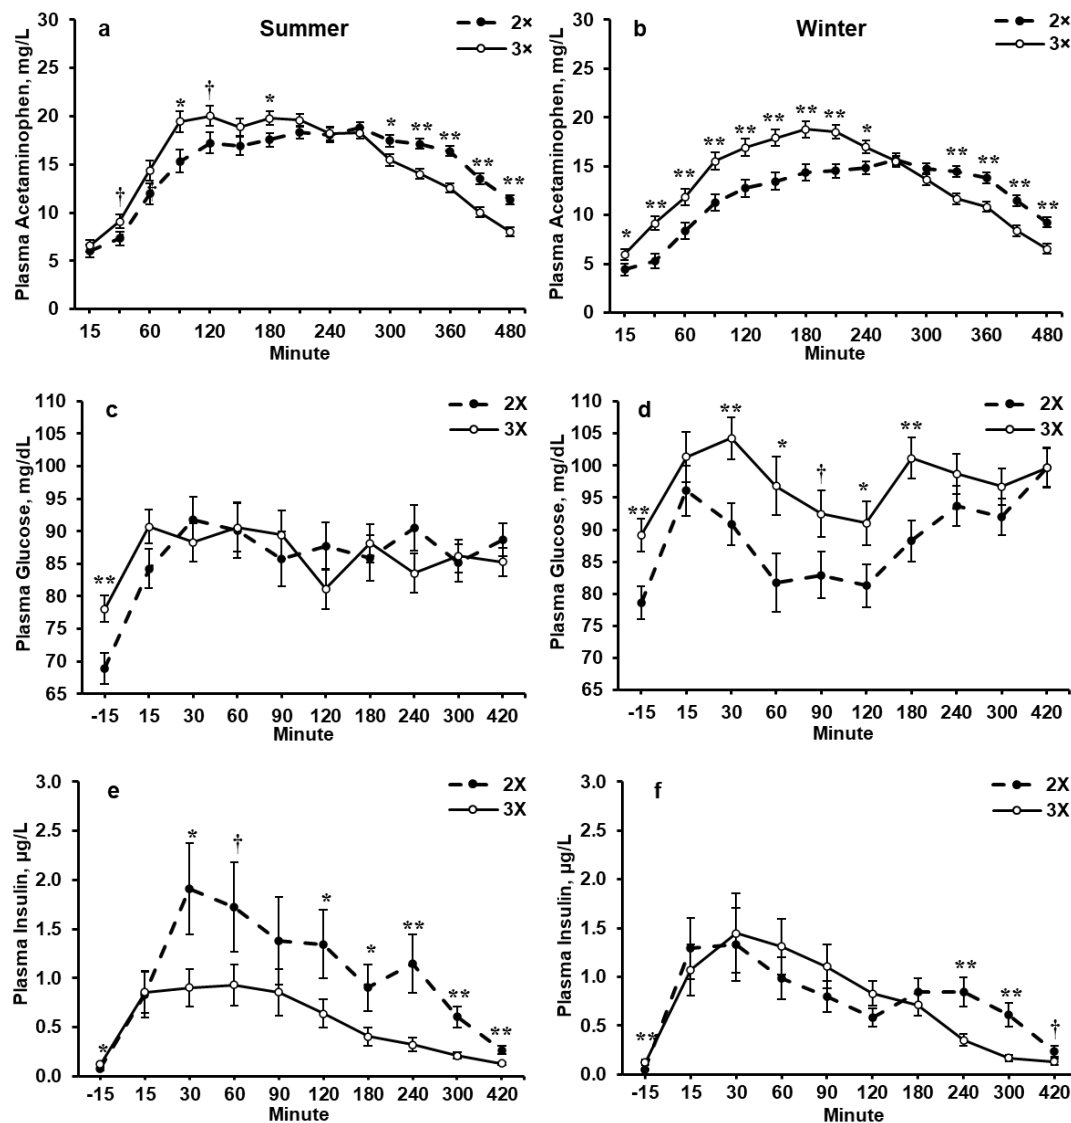 a Summer 2× 3×
Plasma Acetaminophen, mg/L
30
25
20
15
10
5
0
† * † * * ** ** ** **
15 60 120 180 240 300 360 480
Minute
b Winter 2× 3×
Plasma Acetaminophen, mg/L
30
25
20
15
10
5
0
* ** ** ** ** ** ** ** * ** ** ** **
15 60 120 180 240 300 360 480
Minute
c 2X 3X
Plasma Glucose, mg/dL
110
105
100
95
90
85
80
75
70
65
**
-15 15 30 60 90 120 180 240 300 420
Minute
d 2X 3X
Plasma Glucose, mg/dL
110
105
100
95
90
85
80
75
70
65
** ** * † * **
-15 15 30 60 90 120 180 240 300 420
Minute
e 2X 3X
Plasma Insulin, µg/L
3.0
2.5
2.0
1.5
1.0
0.5
0.0
* * † * * ** ** **
-15 15 30 60 90 120 180 240 300 420
Minute
f 2X 3X
Plasma Insulin, µg/L
3.0
2.5
2.0
1.5
1.0
0.5
0.0
** ** ** †
-15 15 30 60 90 120 180 240 300 420
Minute